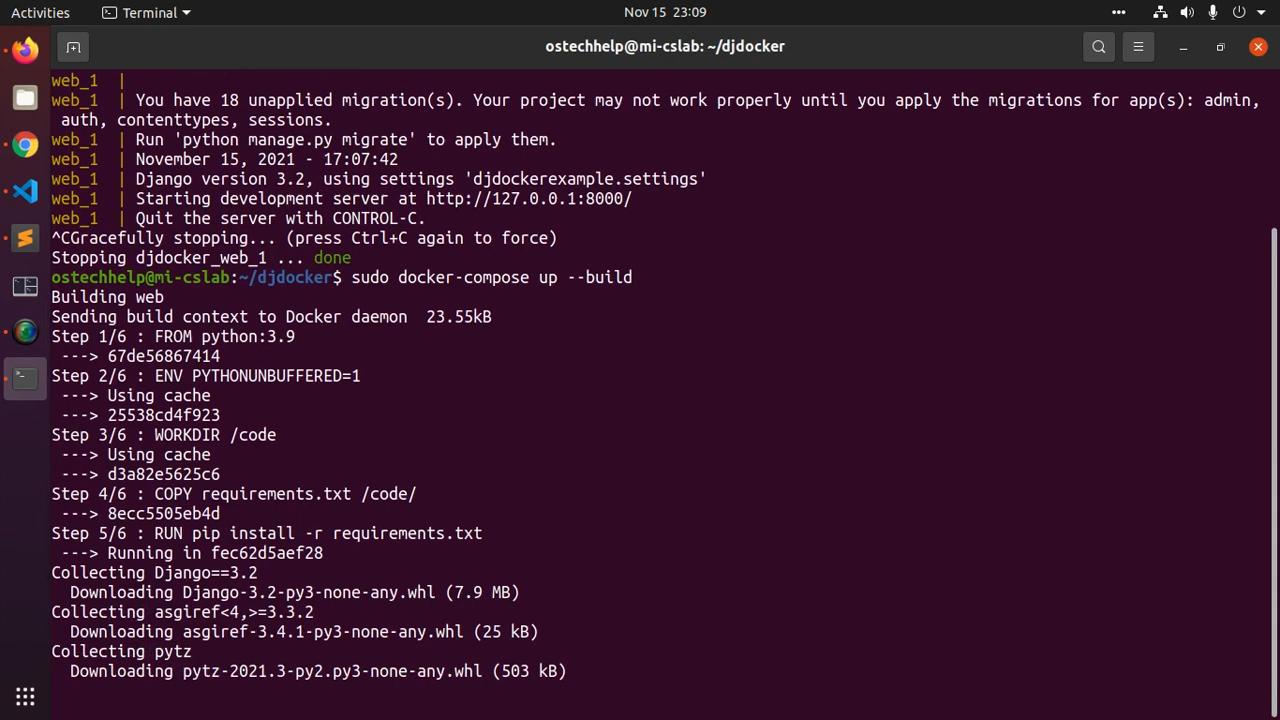 Activities
Terminal
Nov 15 23:09
ostechhelp@mi-cslab: ~/djdocker
web_1 |
web_1 | You have 18 unapplied migration(s). Your project may not work properly until you apply the migrations for app(s): admin,
auth, contenttypes, sessions.
web_1 | Run 'python manage.py migrate' to apply them.
web_1 | November 15, 2021 - 17:07:42
web_1 | Django version 3.2, using settings 'djdockerexample.settings'
web_1 | Starting development server at http://127.0.0.1:8000/
web_1 | Quit the server with CONTROL-C.
^CGracefully stopping... (press Ctrl+C again to force)
Stopping djdocker_web_1 ... done
ostechhelp@mi-cslab:~/djdocker$ sudo docker-compose up --build
Building web
Sending build context to Docker daemon 23.55kB
Step 1/6 : FROM python:3.9
---> 67de56867414
Step 2/6 : ENV PYTHONUNBUFFERED=1
---> Using cache
---> 25538cd4f923
Step 3/6 : WORKDIR /code
---> Using cache
---> d3a82e5625c6
Step 4/6 : COPY requirements.txt /code/
---> 8ecc5505eb4d
Step 5/6 : RUN pip install -r requirements.txt
---> Running in fec62d5aef28
Collecting Django==3.2
Downloading Django-3.2-py3-none-any.whl (7.9 MB)
Collecting asgiref<4,>=3.3.2
Downloading asgiref-3.4.1-py3-none-any.whl (25 kB)
Collecting pytz
Downloading pytz-2021.3-py2.py3-none-any.whl (503 kB)